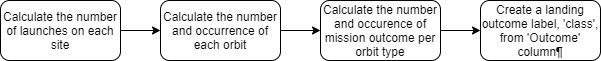 Calculate the number
of launches on each
site
Calculate the number
and occurrence of
each orbit
Calculate the number
and occurence of
mission outcome per
orbit type
Create a landing
outcome label, 'class',
from 'Outcome'
column¶